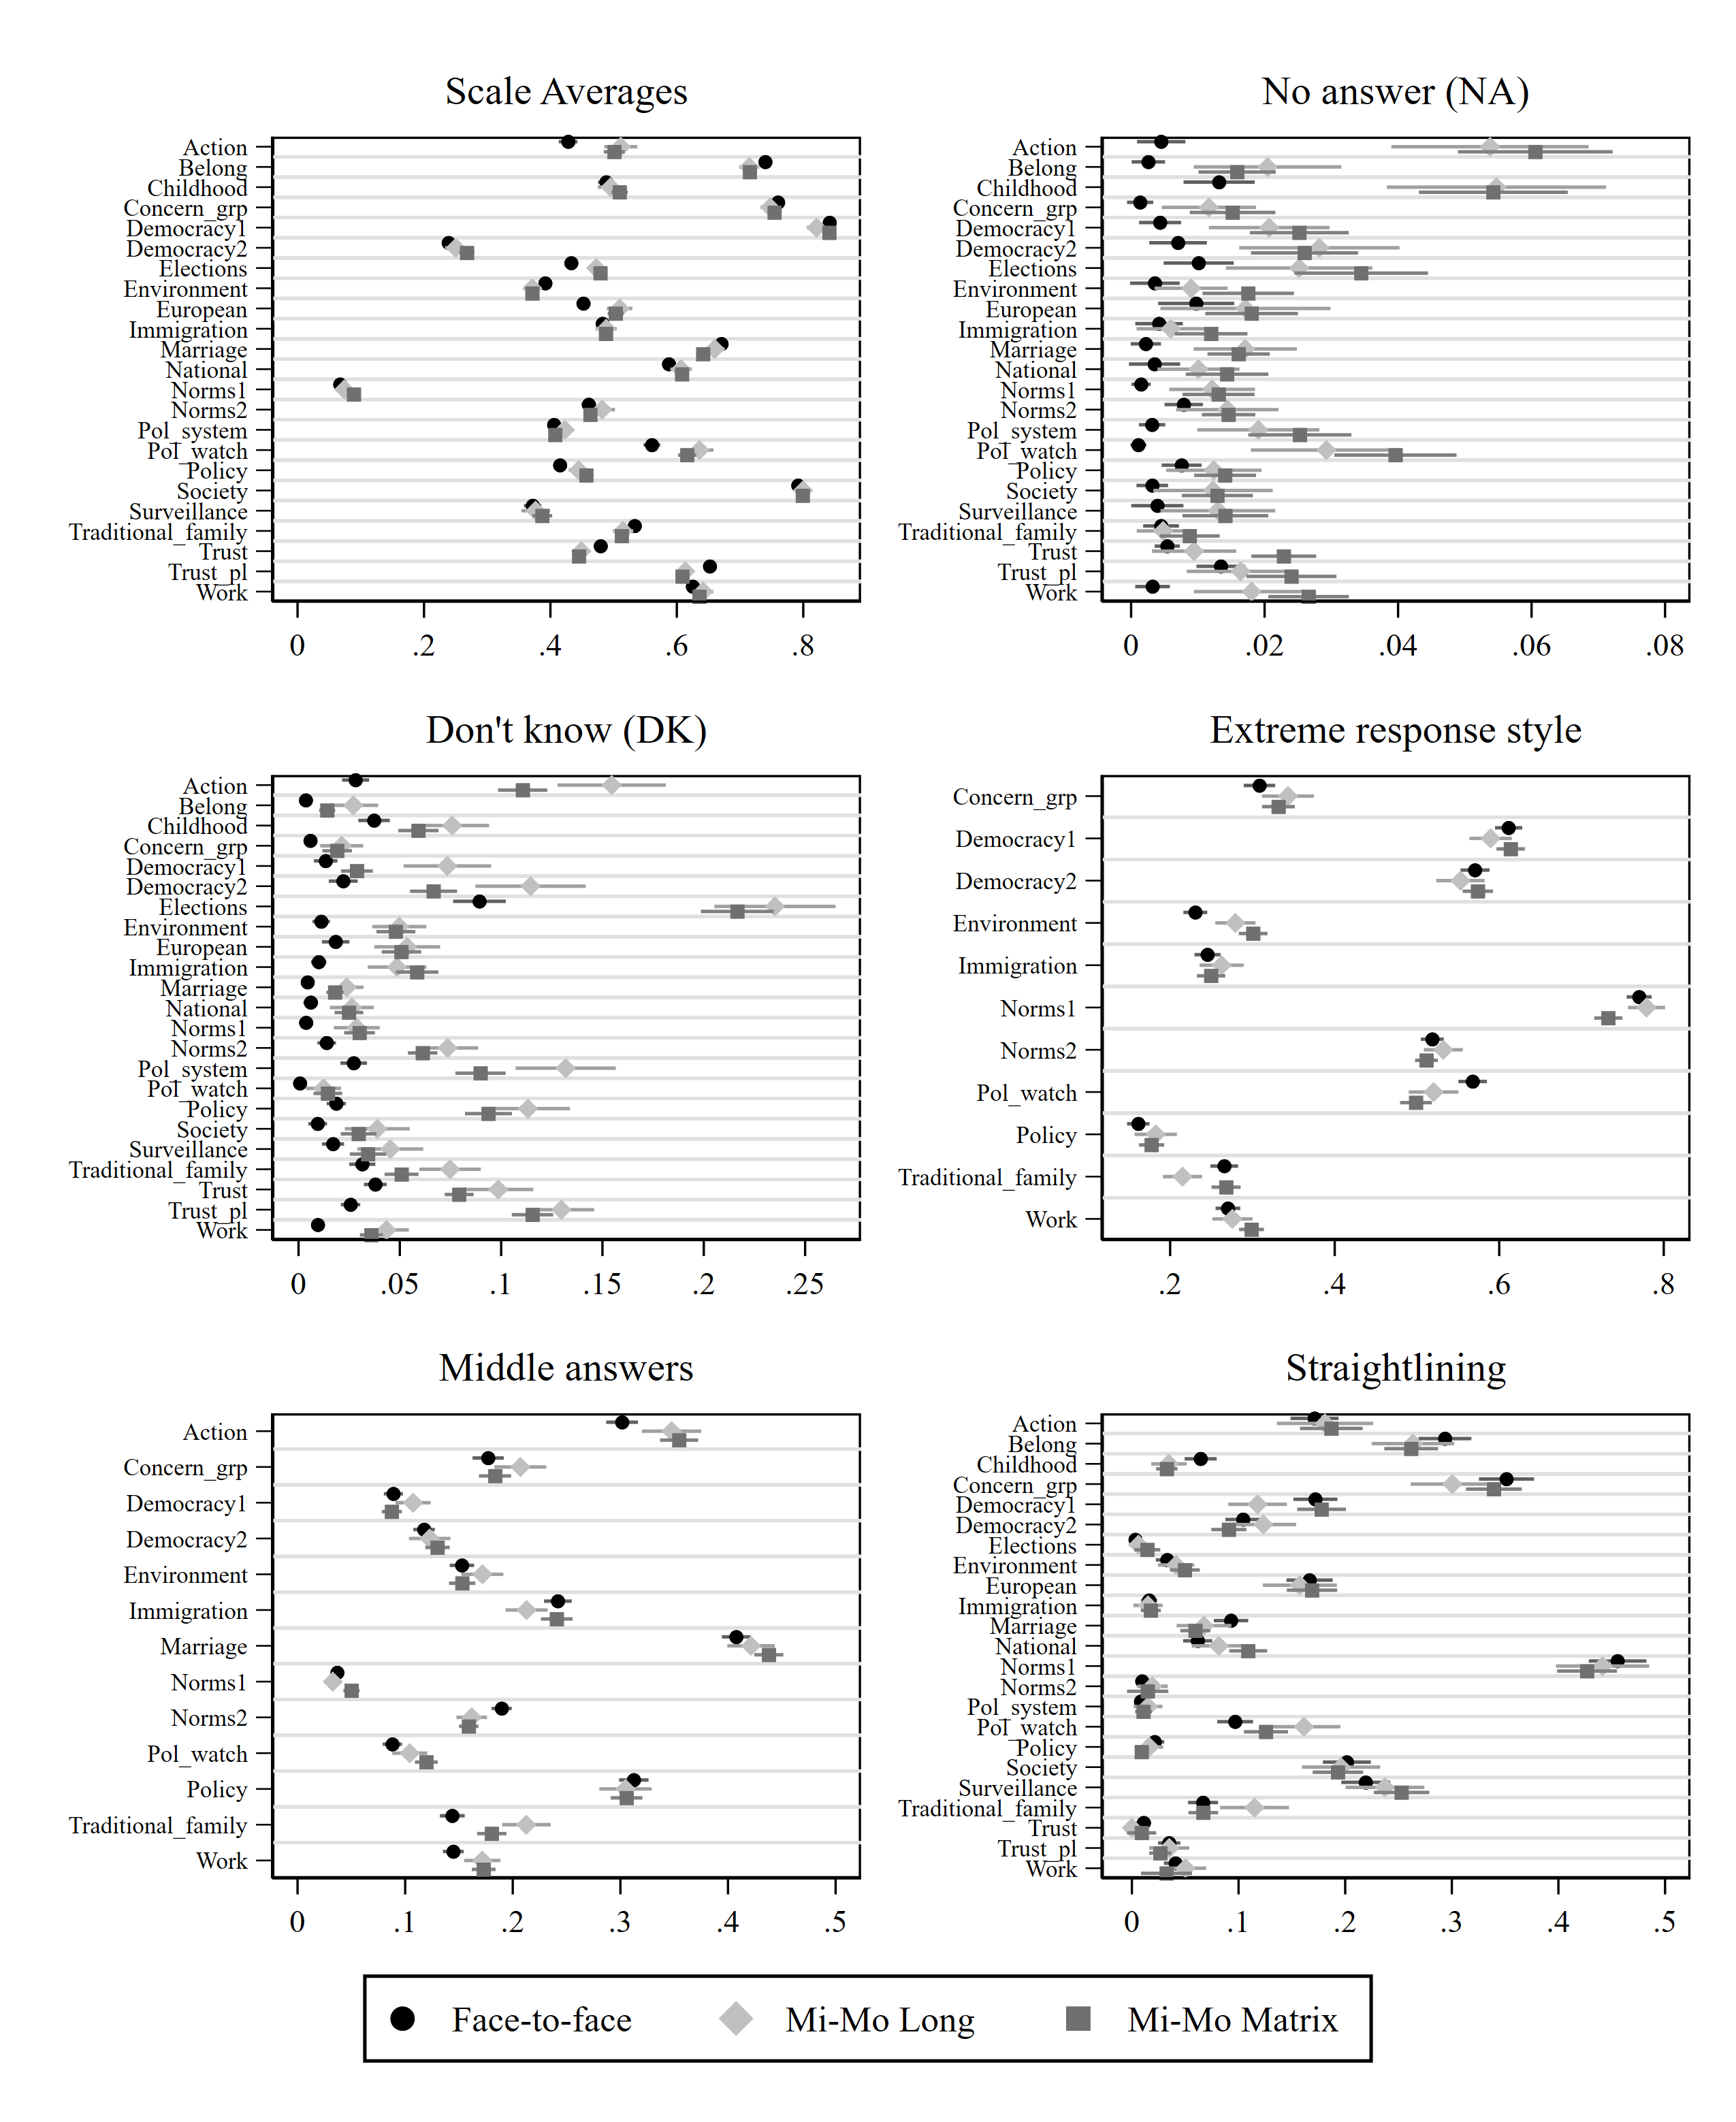 Scale Averages
Action
Belong
Childhood
Concern_grp
Democracy1
Democracy2
Elections
Environment
European
Immigration
Marriage
National
Norms1
Norms2
Pol_system
Pol_watch
Policy
Society
Surveillance
Traditional_family
Trust
Trust_pl
Work
0 .2 .4 .6 .8
No answer (NA)
Action
Belong
Childhood
Concern_grp
Democracy1
Democracy2
Elections
Environment
European
Immigration
Marriage
National
Norms1
Norms2
Pol_system
Pol_watch
Policy
Society
Surveillance
Traditional_family
Trust
Trust_pl
Work
0 .02 .04 .06 .08
Don't know (DK)
Action
Belong
Childhood
Concern_grp
Democracy1
Democracy2
Elections
Environment
European
Immigration
Marriage
National
Norms1
Norms2
Pol_system
Pol_watch
Policy
Society
Surveillance
Traditional_family
Trust
Trust_pl
Work
0 .05 .1 .15 .2 .25
Extreme response style
Concern_grp
Democracy1
Democracy2
Environment
Immigration
Norms1
Norms2
Pol_watch
Policy
Traditional_family
Work
.2 .4 .6 .8
Middle answers
Action
Concern_grp
Democracy1
Democracy2
Environment
Immigration
Marriage
Norms1
Norms2
Pol_watch
Policy
Traditional_family
Work
0 .1 .2 .3 .4 .5
Straightlining
Action
Belong
Childhood
Concern_grp
Democracy1
Democracy2
Elections
Environment
European
Immigration
Marriage
National
Norms1
Norms2
Pol_system
Pol_watch
Policy
Society
Surveillance
Traditional_family
Trust
Trust_pl
Work
0 .1 .2 .3 .4 .5
Face-to-face Mi-Mo Long Mi-Mo Matrix